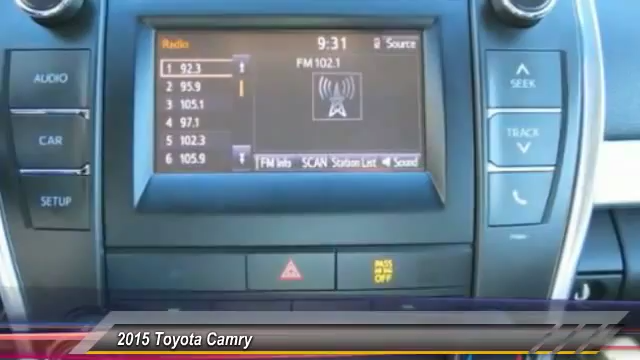 Radio 9:31 Source
FM 102.1
1 92.3
2 95.9
3 105.1
4 97.1
5 102.3
6 105.9
FM Info SCAN Station List Sound
AUDIO
CAR
SETUP
SEEK
TRACK
PASS
AIR BAG
OFF
2015 Toyota Camry